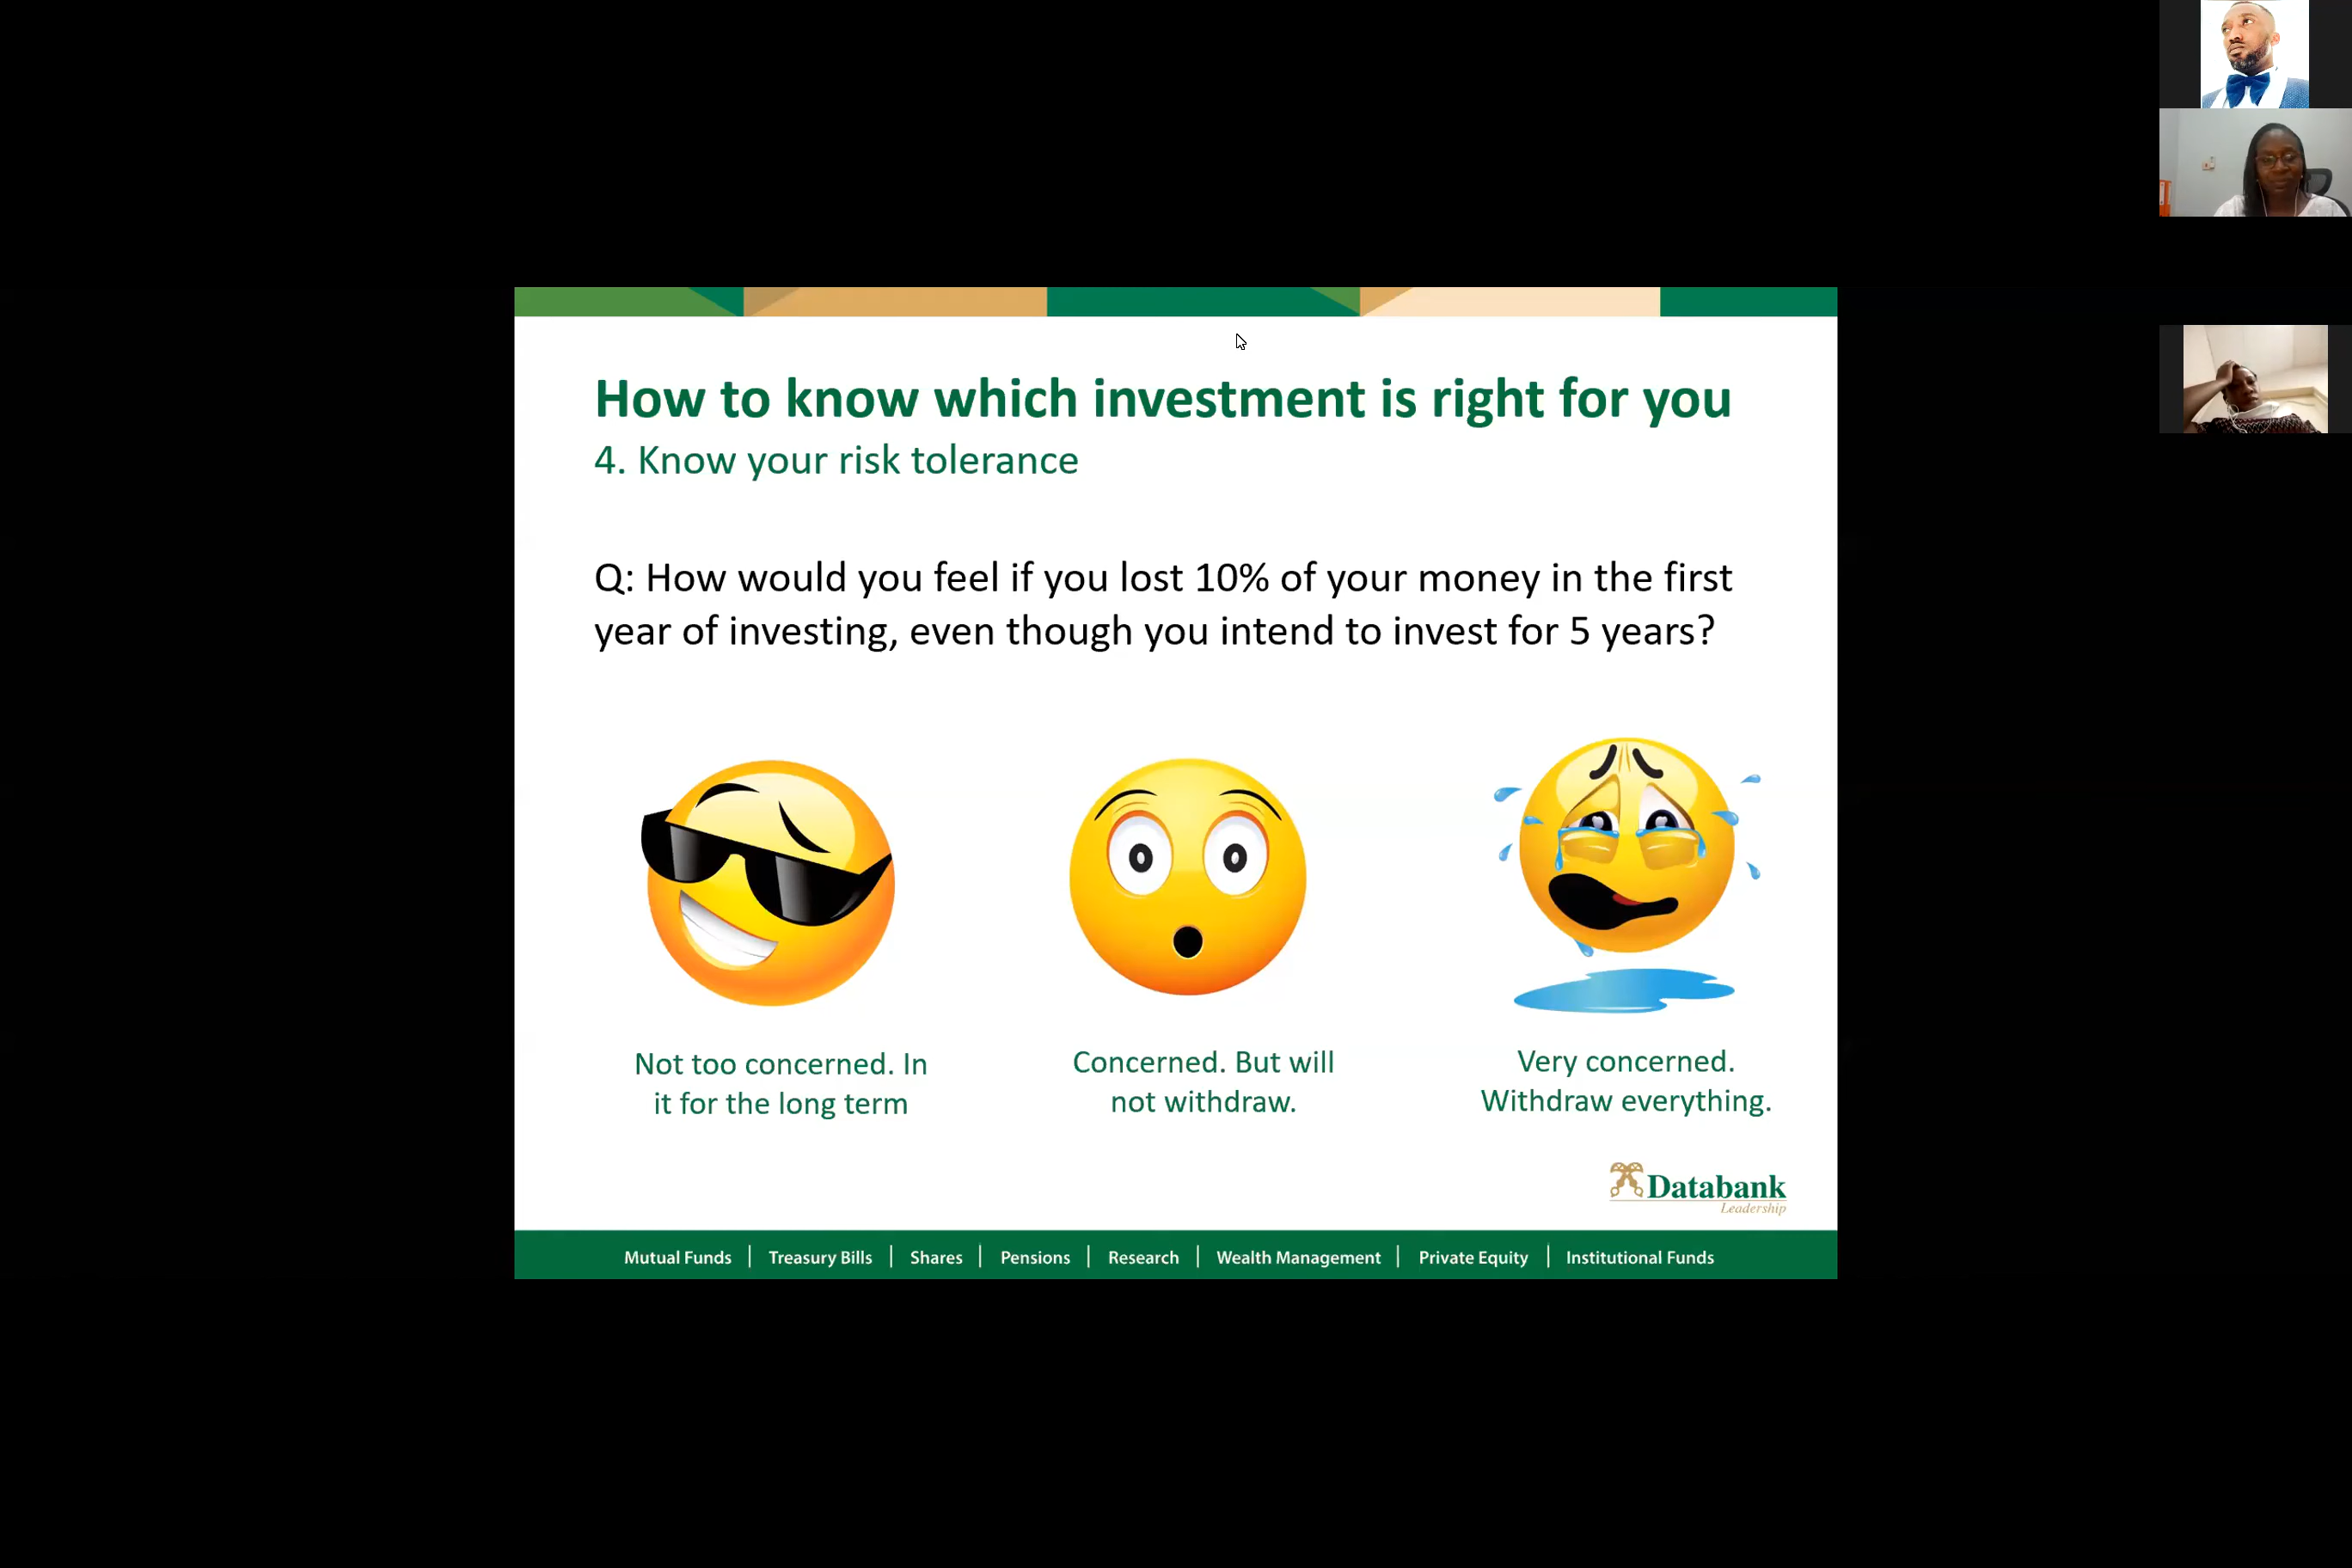 How to know which investment is right for you
4. Know your risk tolerance
Q: How would you feel if you lost 10% of your money in the first
year of investing, even though you intend to invest for 5 years?
Not too concerned. In
it for the long term
Concerned. But will
not withdraw.
Very concerned.
Withdraw everything.
Databank
Leadership
Mutual Funds | Treasury Bills | Shares | Pensions | Research | Wealth Management | Private Equity | Institutional Funds